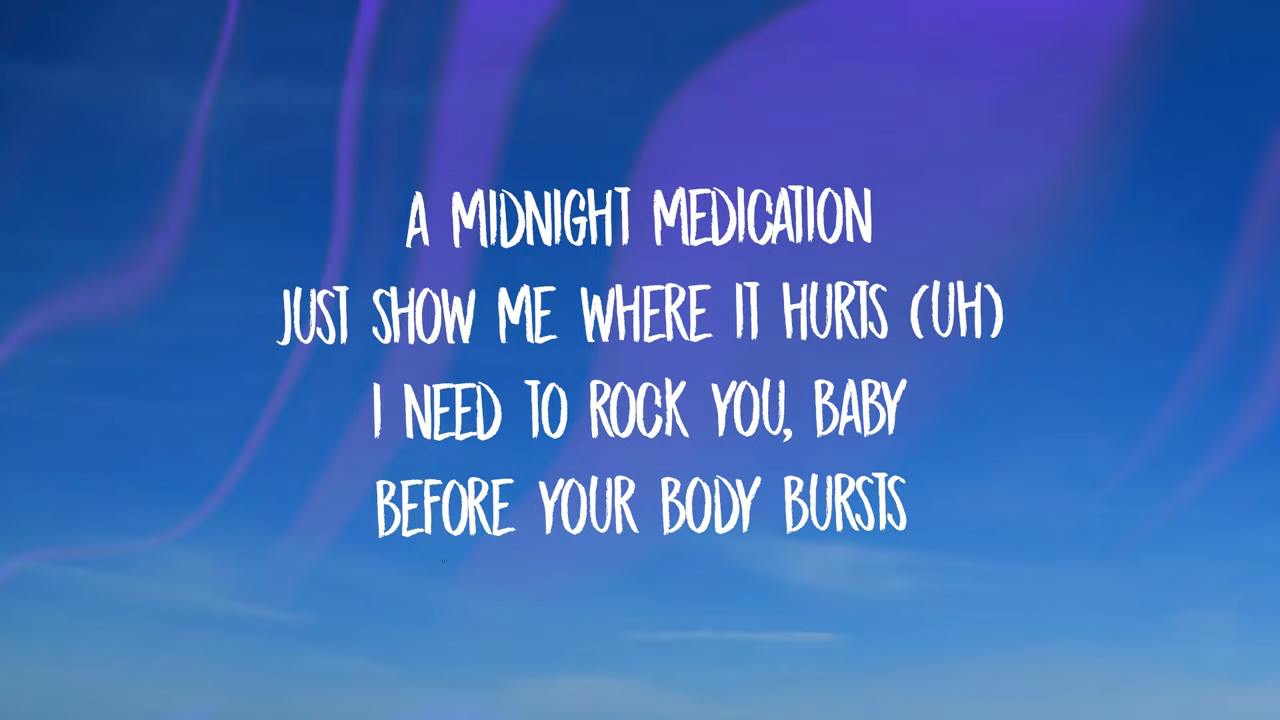 A MIDNIGHT MEDICATION
JUST SHOW ME WHERE IT HURTS (UH)
I NEED TO ROCK YOU, BABY
BEFORE YOUR BODY BURSTS